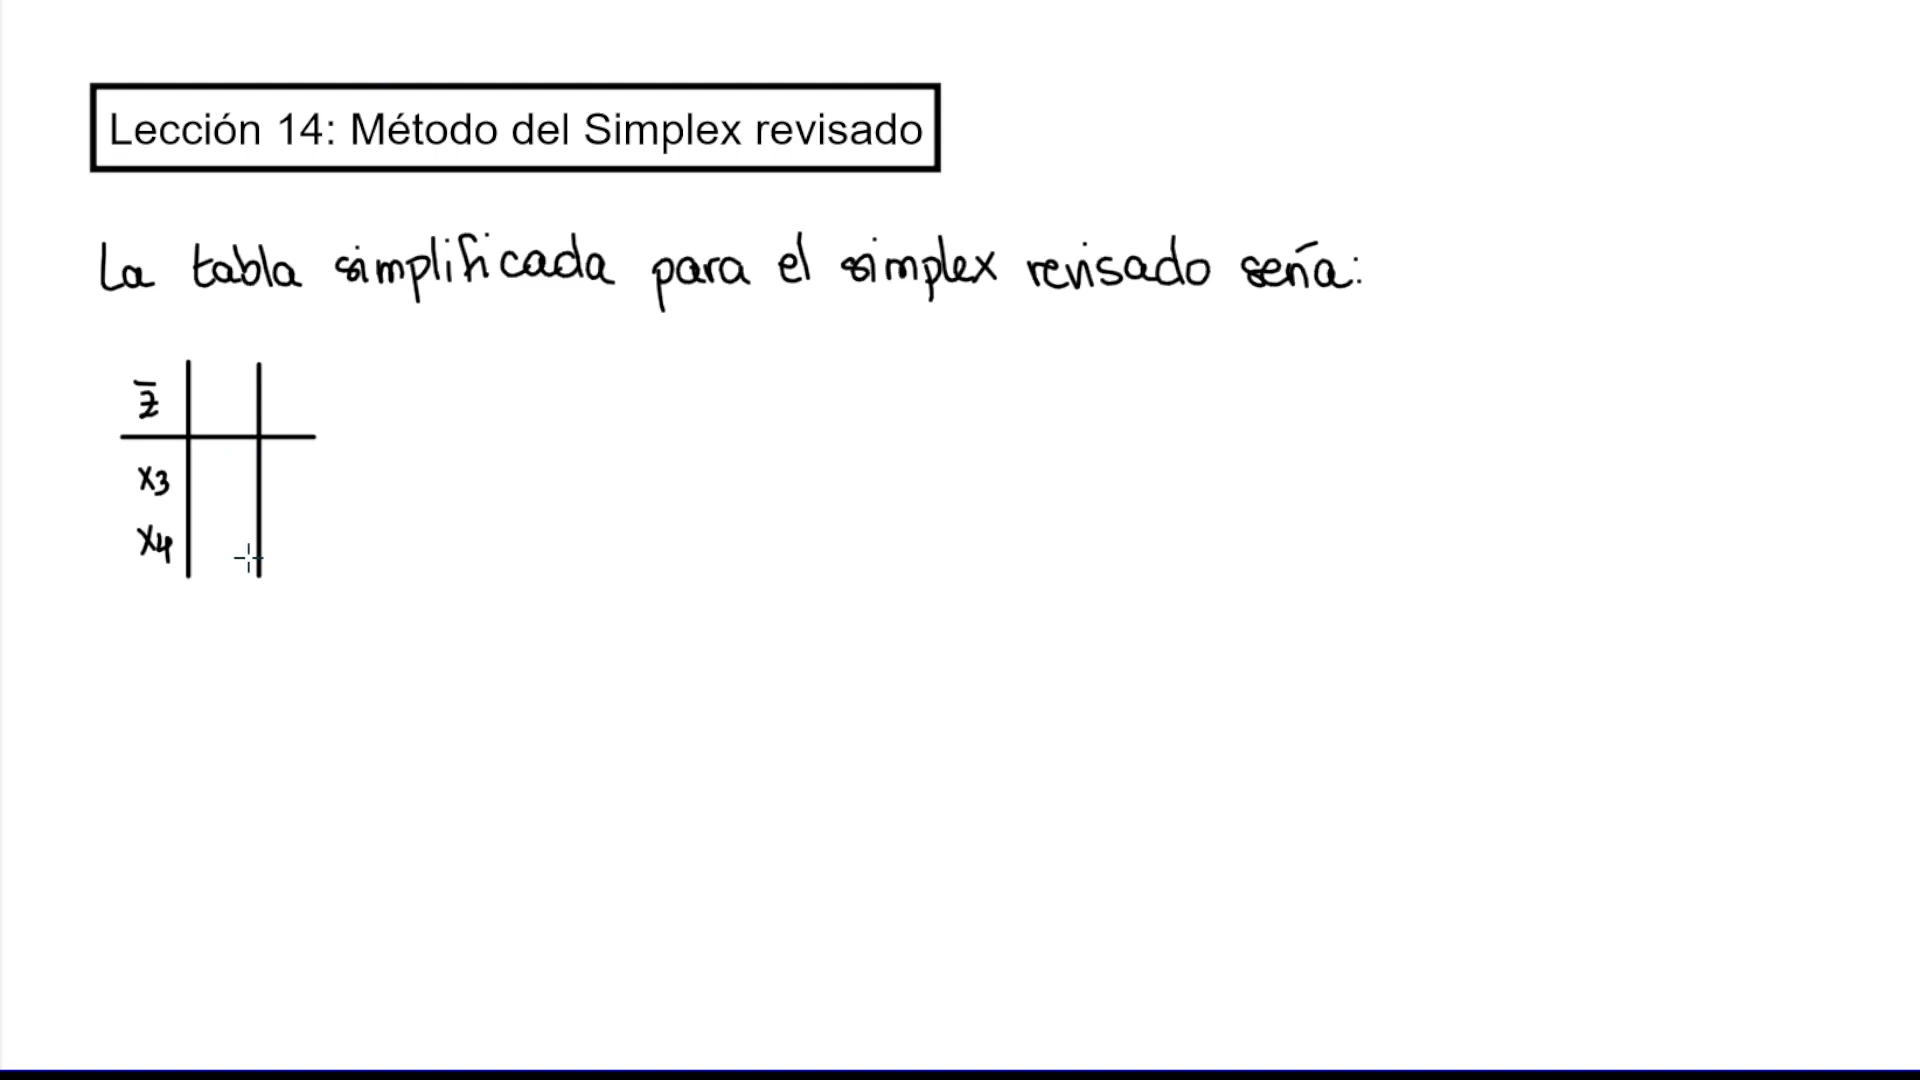 Lección 14: Método del Simplex revisado
La tabla simplificada para el simplex revisado sería:
z̅
x3
x4